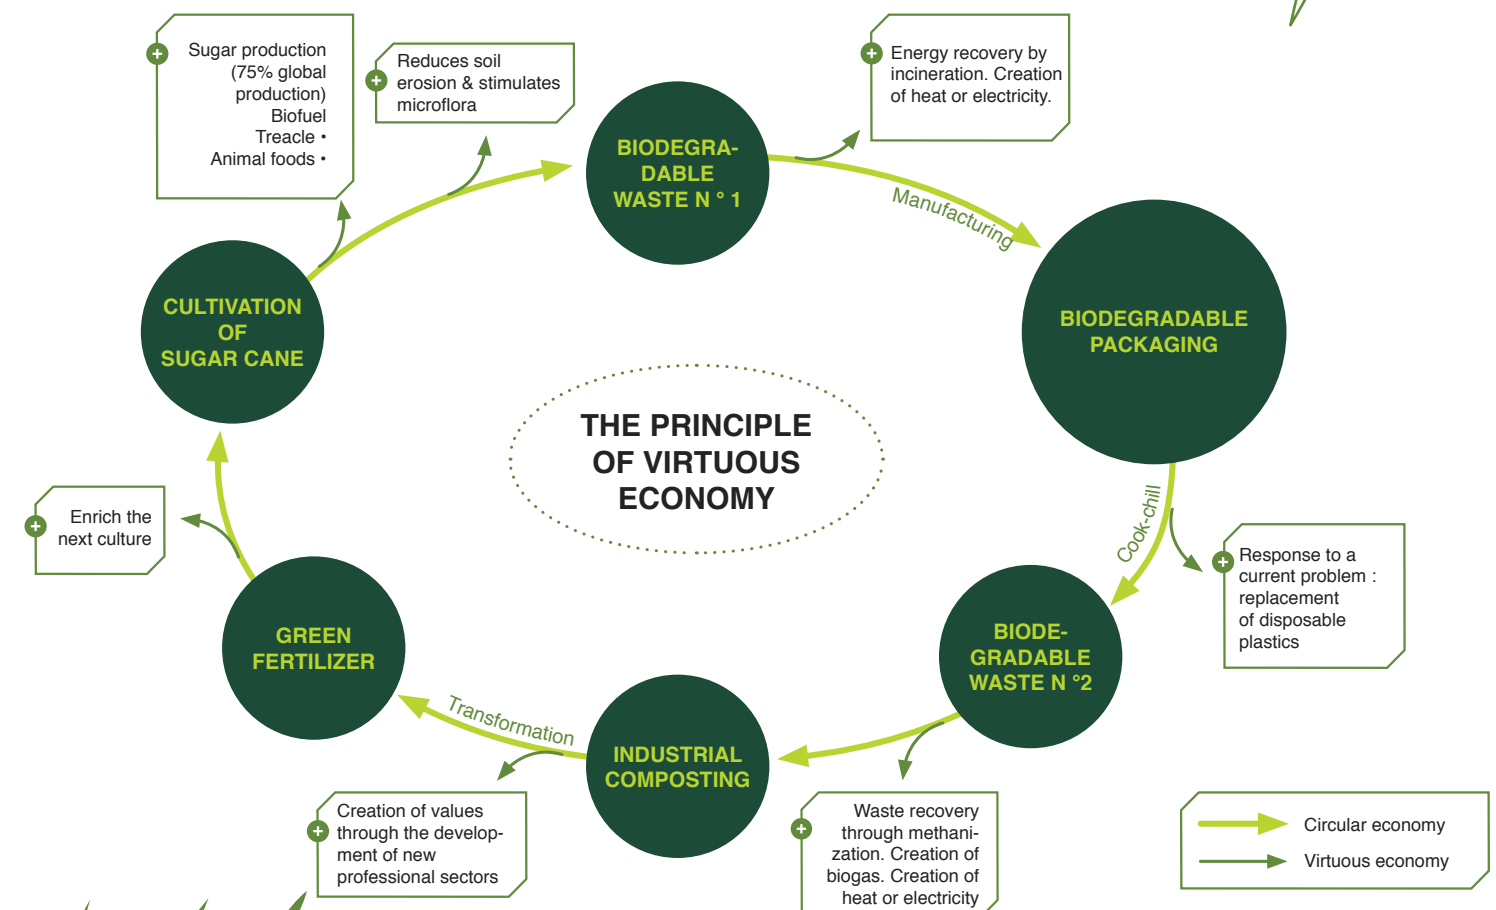 Sugar production
(75% global
production)
Biofuel
Treacle •
Animal foods •
Reduces soil
erosion & stimulates
microflora
Energy recovery by
incineration. Creation
of heat or electricity.
BIODEGRA-
DABLE
WASTE N ° 1
Manufacturing
CULTIVATION
OF
SUGAR CANE
BIODEGRADABLE
PACKAGING
THE PRINCIPLE
OF VIRTUOUS
ECONOMY
Enrich the
next culture
Cook-chill
Response to a
current problem :
replacement
of disposable
plastics
GREEN
FERTILIZER
BIODE-
GRADABLE
WASTE N °2
Transformation
INDUSTRIAL
COMPOSTING
Creation of values
through the develop-
ment of new
professional sectors
Waste recovery
through methani-
zation. Creation of
biogas. Creation of
heat or electricity
Circular economy
Virtuous economy